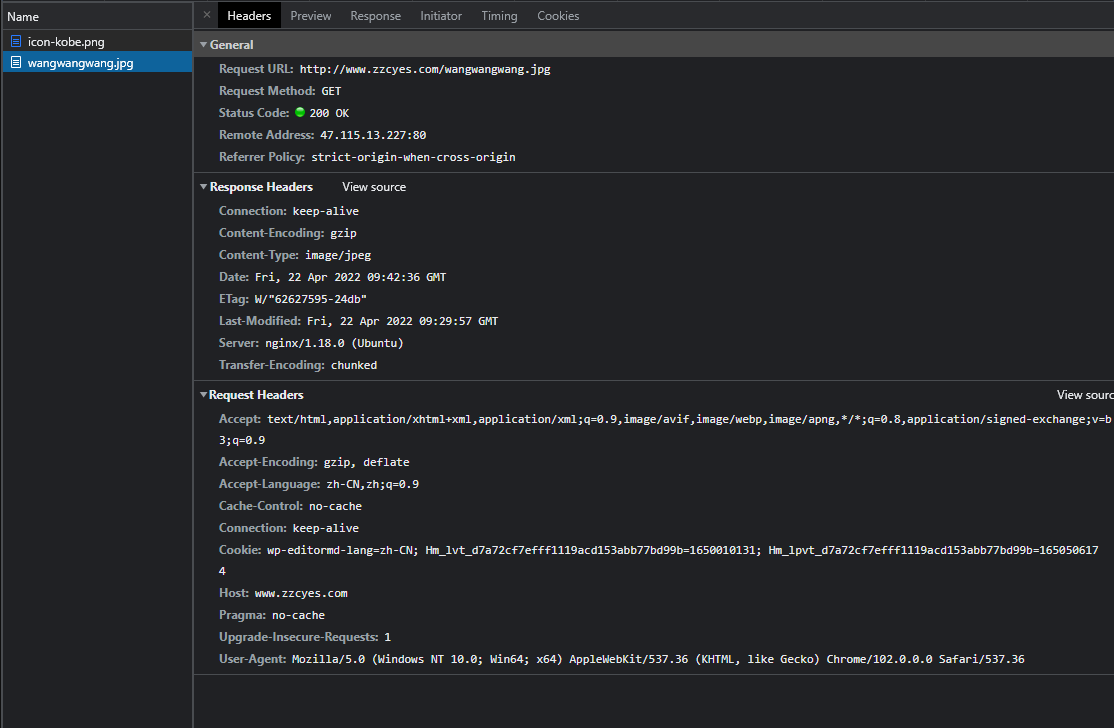 Name
× Headers Preview Response Initiator Timing Cookies
icon-kobe.png
wangwangwang.jpg
General
Request URL: http://www.zzcyes.com/wangwangwang.jpg
Request Method: GET
Status Code: 200 OK
Remote Address: 47.115.13.227:80
Referrer Policy: strict-origin-when-cross-origin
Response Headers View source
Connection: keep-alive
Content-Encoding: gzip
Content-Type: image/jpeg
Date: Fri, 22 Apr 2022 09:42:36 GMT
ETag: W/"62627595-24db"
Last-Modified: Fri, 22 Apr 2022 09:29:57 GMT
Server: nginx/1.18.0 (Ubuntu)
Transfer-Encoding: chunked
Request Headers View sourc
Accept: text/html,application/xhtml+xml,application/xml;q=0.9,image/avif,image/webp,image/apng,*/*;q=0.8,application/signed-exchange;v=b
3;q=0.9
Accept-Encoding: gzip, deflate
Accept-Language: zh-CN,zh;q=0.9
Cache-Control: no-cache
Connection: keep-alive
Cookie: wp-editormd-lang=zh-CN; Hm_lvt_d7a72cf7efff1119acd153abb77bd99b=1650010131; Hm_lpvt_d7a72cf7efff1119acd153abb77bd99b=165050617
4
Host: www.zzcyes.com
Pragma: no-cache
Upgrade-Insecure-Requests: 1
User-Agent: Mozilla/5.0 (Windows NT 10.0; Win64; x64) AppleWebKit/537.36 (KHTML, like Gecko) Chrome/102.0.0.0 Safari/537.36